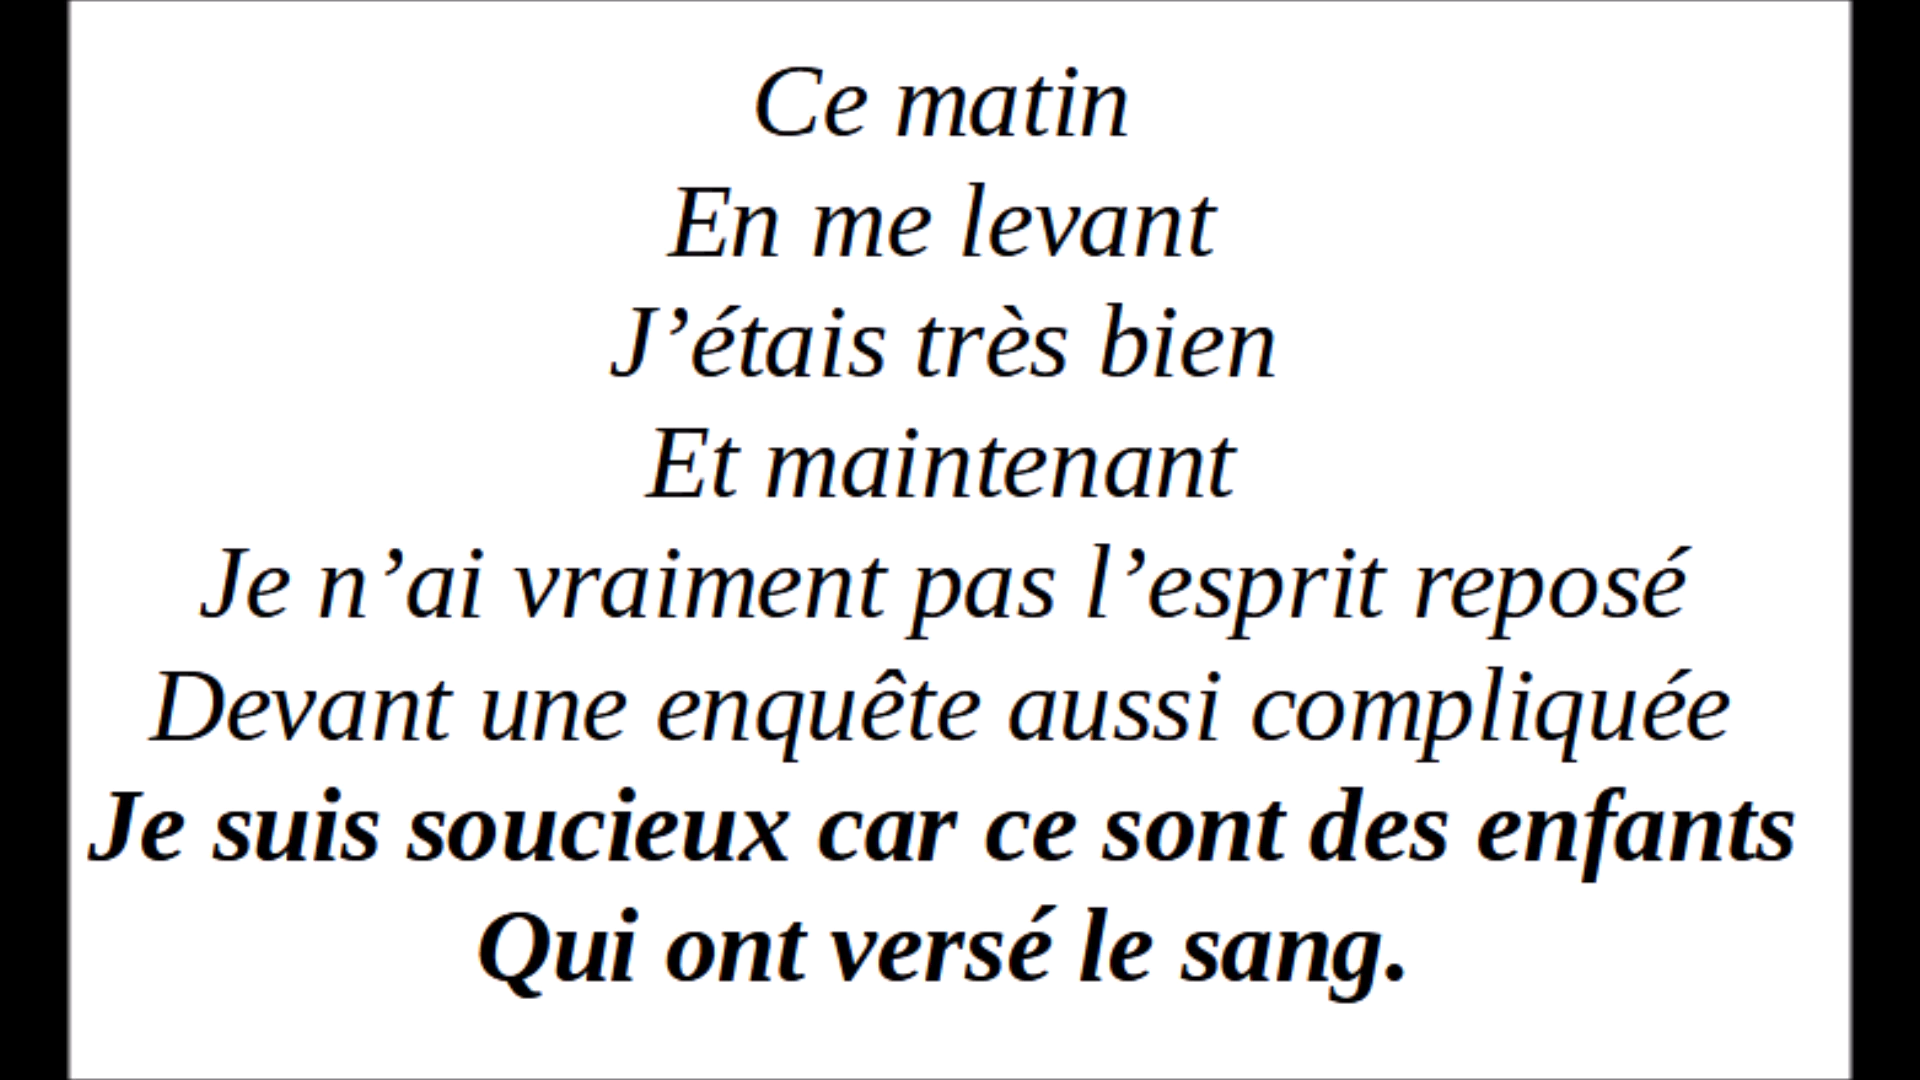 Ce matin
En me levant
J’étais très bien
Et maintenant
Je n’ai vraiment pas l’esprit reposé
Devant une enquête aussi compliquée
Je suis soucieux car ce sont des enfants
Qui ont versé le sang.